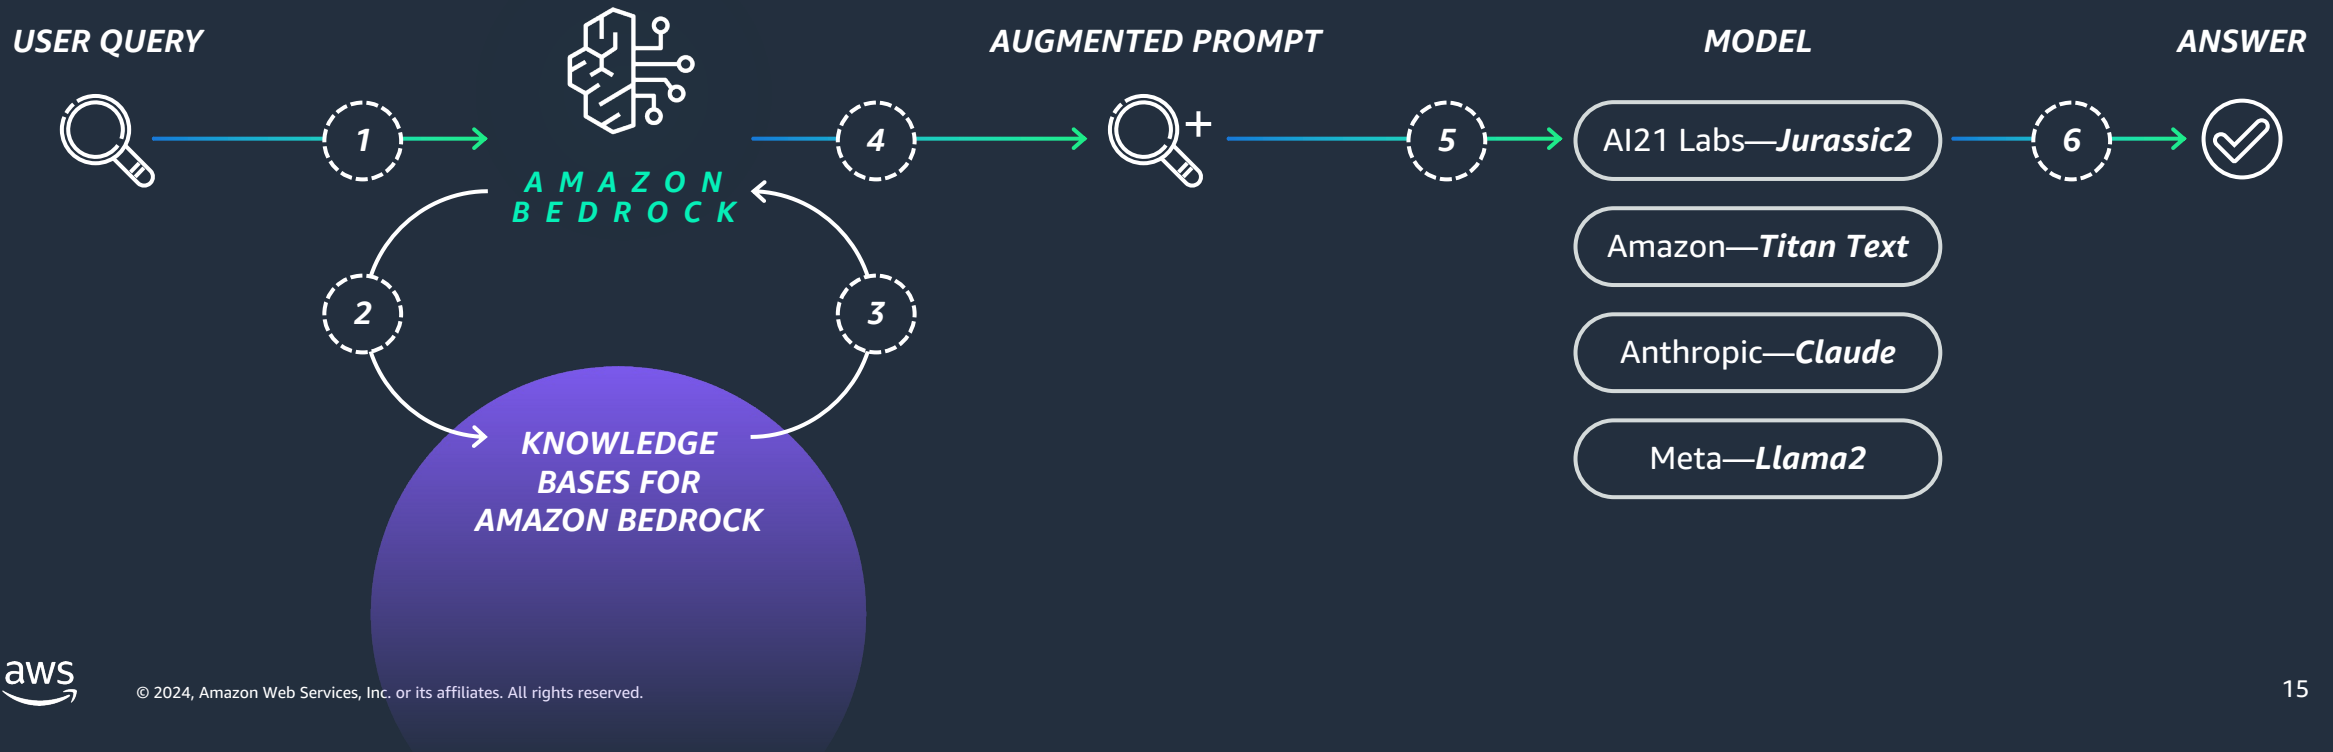 USER QUERY
AUGMENTED PROMPT
MODEL
ANSWER
1
4
+
5
AI21 Labs—Jurassic2
6
AMAZON
BEDROCK
Amazon—Titan Text
2
3
Anthropic—Claude
KNOWLEDGE
BASES FOR
AMAZON BEDROCK
Meta—Llama2
aws
© 2024, Amazon Web Services, Inc. or its affiliates. All rights reserved.
15